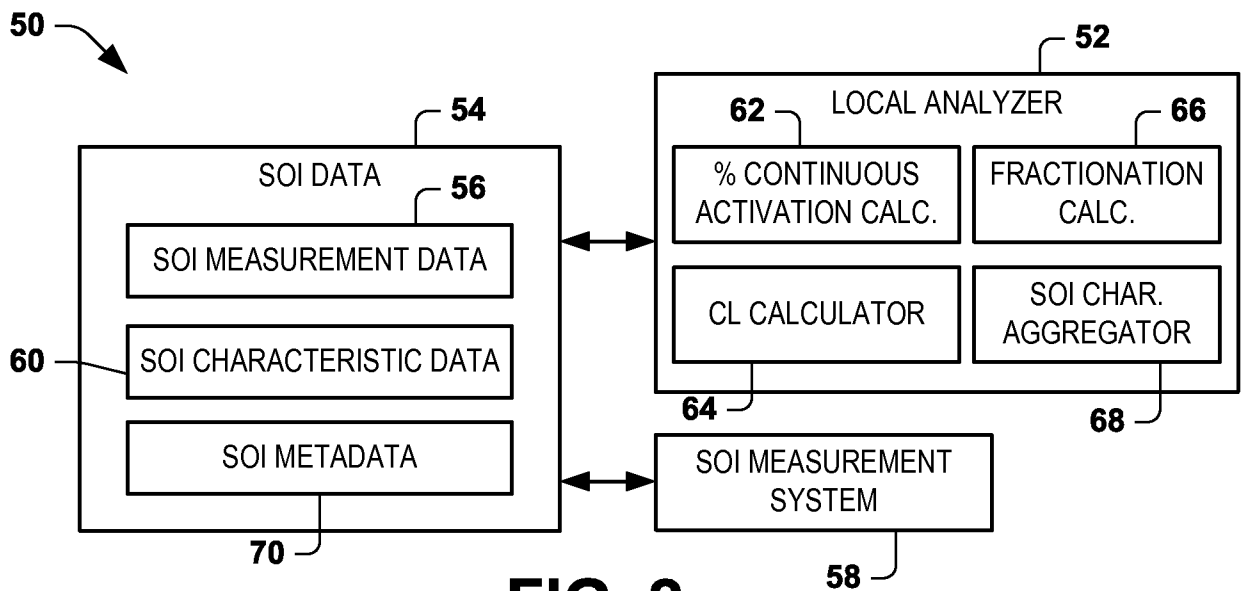 50
52
LOCAL ANALYZER
62
66
% CONTINUOUS
ACTIVATION CALC.
FRACTIONATION
CALC.
CL CALCULATOR
SOI CHAR.
AGGREGATOR
64
68
54
SOI DATA
56
SOI MEASUREMENT DATA
60
SOI CHARACTERISTIC DATA
SOI METADATA
70
SOI MEASUREMENT
SYSTEM
58